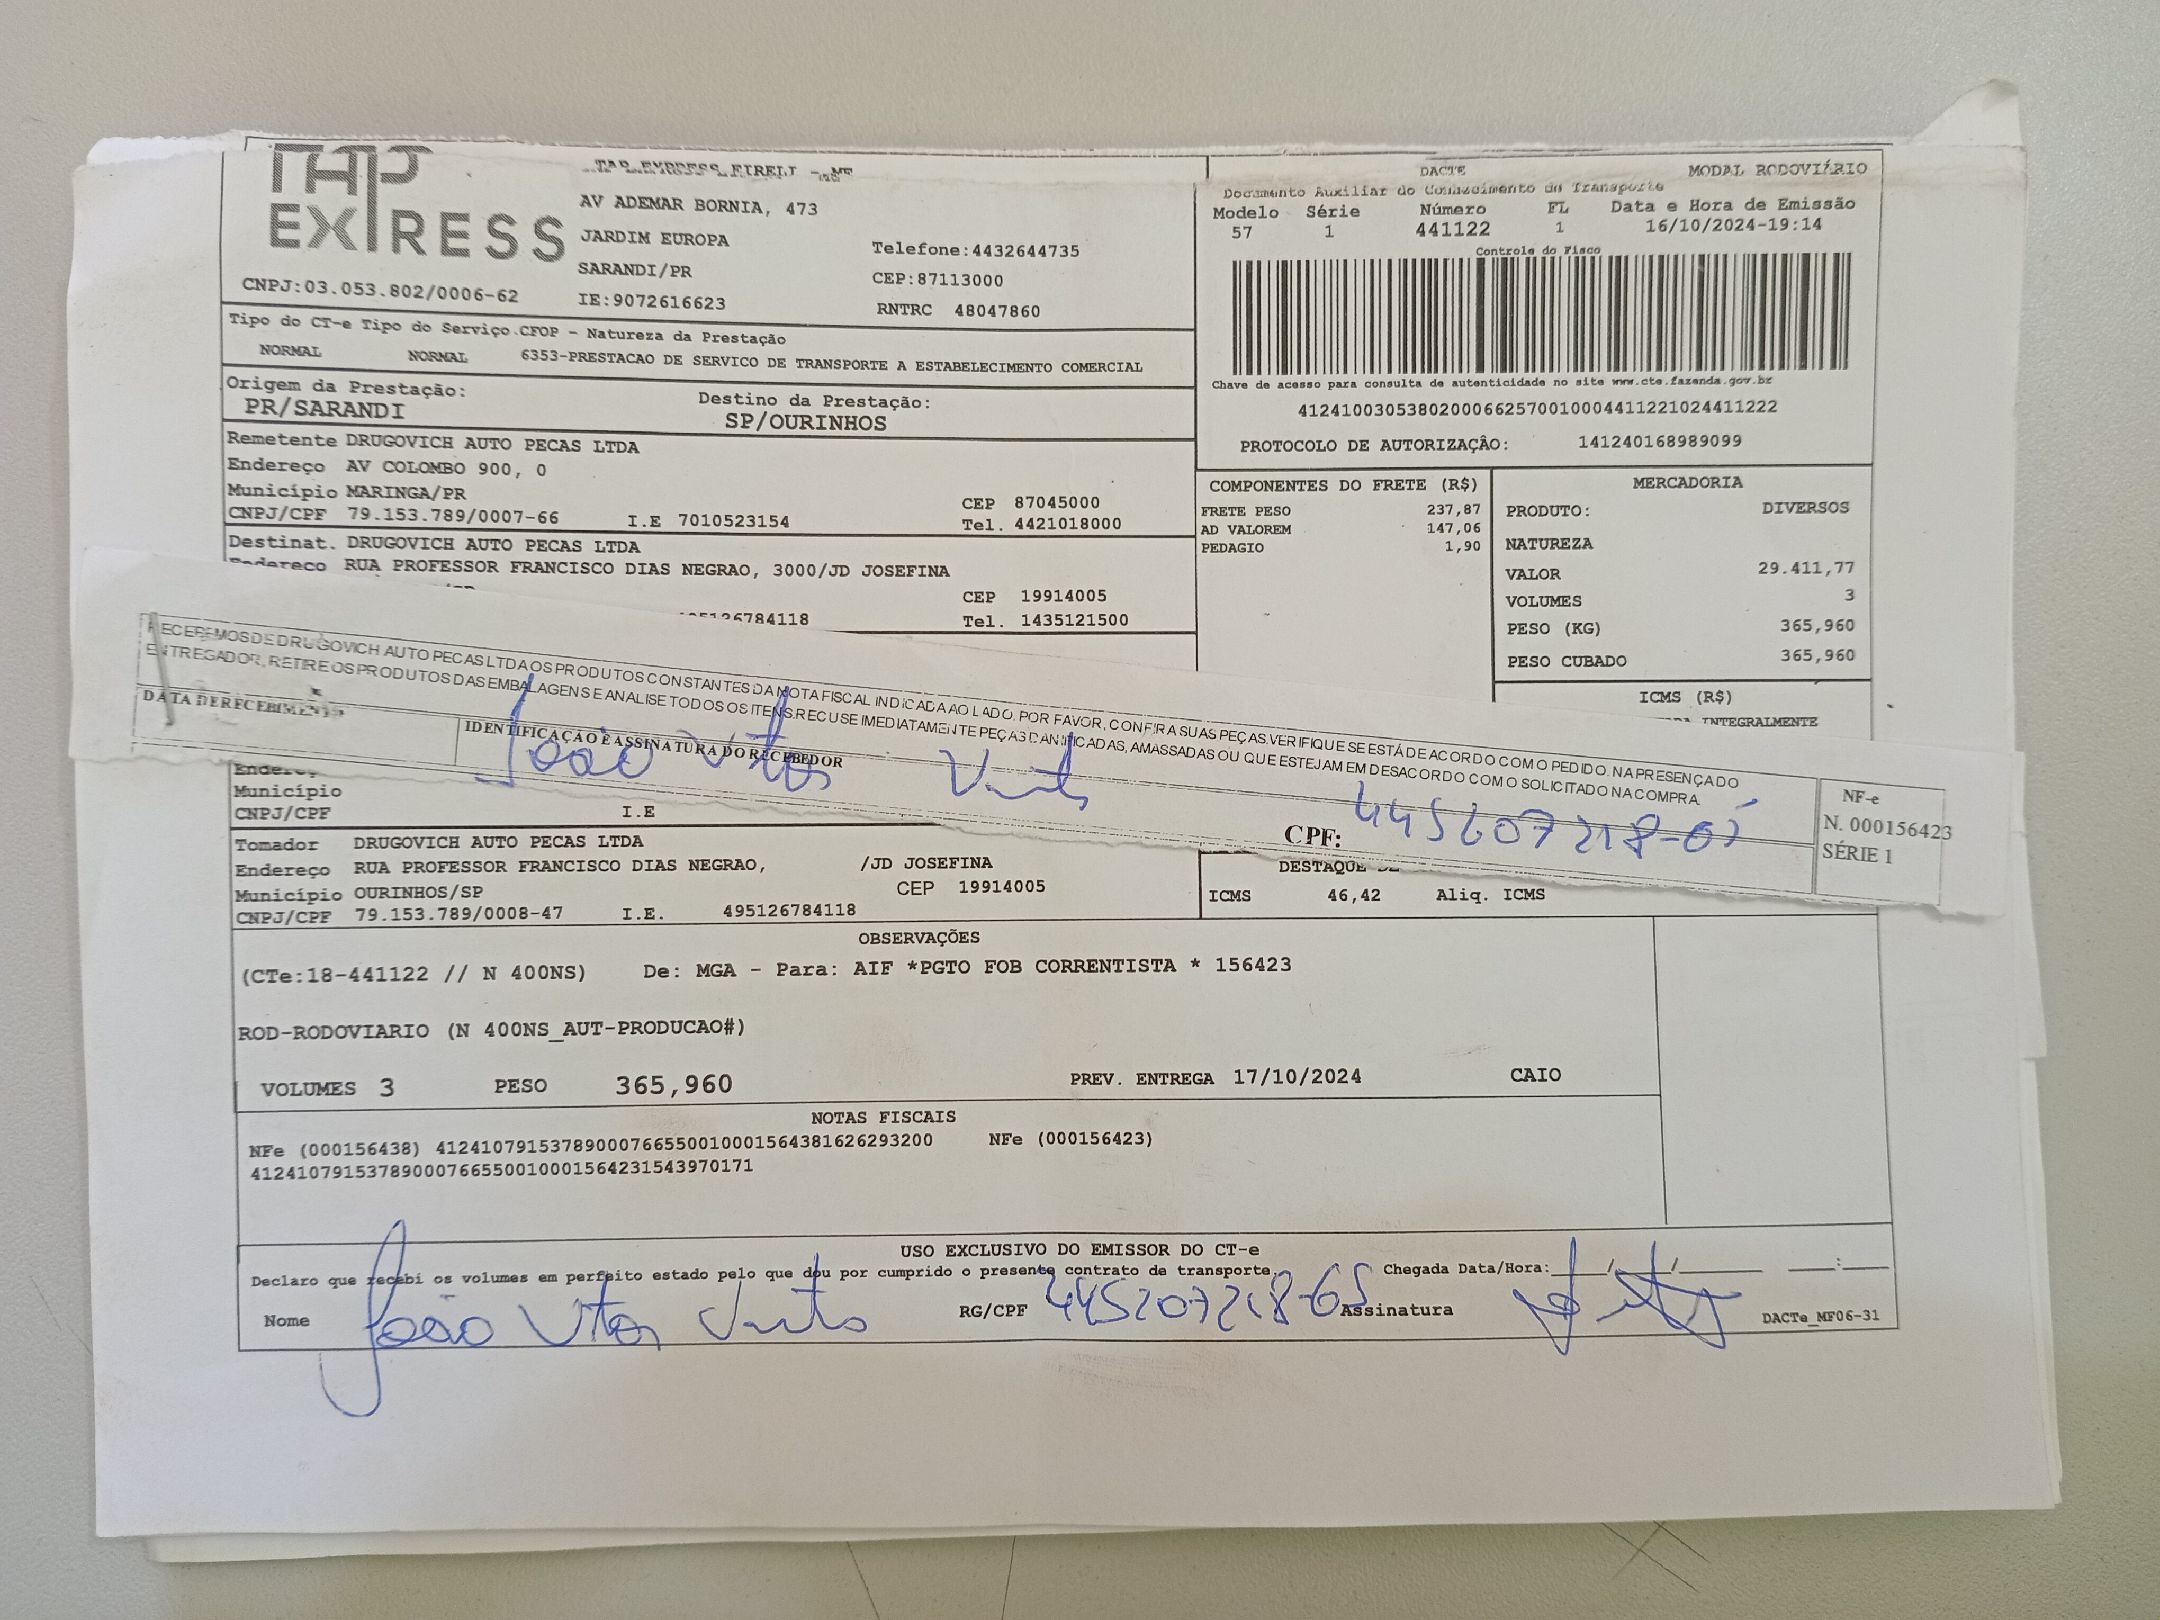 TAP EXPRESS
TAP EXPRESS EIRELI - ME
AV ADEMAR BORNIA, 473
JARDIM EUROPA
Telefone:4432644735
SARANDI/PR
CEP:87113000
CNPJ:03.053.802/0006-62
IE:9072616623
RNTRC 48047860
DACTE
MODAL RODOVIÁRIO
Documento Auxiliar do Conhecimento de Transporte
Modelo Série Número FL Data e Hora de Emissão
57 1 441122 1 16/10/2024-19:14
Controle do Fisco
Chave de acesso para consulta de autenticidade no site www.cte.fazenda.gov.br
41241003053802000662570010004411221024411222
PROTOCOLO DE AUTORIZAÇÃO: 141240168989099
Tipo do CT-e Tipo do Serviço CFOP - Natureza da Prestação
NORMAL NORMAL 6353-PRESTACAO DE SERVICO DE TRANSPORTE A ESTABELECIMENTO COMERCIAL
Origem da Prestação: Destino da Prestação:
PR/SARANDI SP/OURINHOS
Remetente DRUGOVICH AUTO PECAS LTDA
Endereço AV COLOMBO 900, 0
Município MARINGA/PR CEP 87045000
CNPJ/CPF 79.153.789/0007-66 I.E 7010523154 Tel. 4421018000
Destinat. DRUGOVICH AUTO PECAS LTDA
Endereço RUA PROFESSOR FRANCISCO DIAS NEGRAO, 3000/JD JOSEFINA
CEP 19914005
126784118 Tel. 1435121500
COMPONENTES DO FRETE (R$)
FRETE PESO 237,87
AD VALOREM 147,06
PEDAGIO 1,90
MERCADORIA
PRODUTO: DIVERSOS
NATUREZA
VALOR 29.411,77
VOLUMES 3
PESO (KG) 365,960
PESO CUBADO 365,960
ICMS (R$)
INTEGRALMENTE
RECEBEMOS DE DRUGOVICH AUTO PECAS LTDA OS PRODUTOS CONSTANTES DA NOTA FISCAL INDICADA AO LADO. POR FAVOR, CONFIRA SUAS PEÇAS. VERIFIQUE SE ESTÁ DE ACORDO COM O PEDIDO. NA PRESENÇA DO
ENTREGADOR, RETIRE OS PRODUTOS DAS EMBALAGENS E ANALISE TODOS OS ITENS. RECUSE IMEDIATAMENTE PEÇAS DANIFICADAS, AMASSADAS OU QUE ESTEJAM EM DESACORDO COM O SOLICITADO NA COMPRA.
DATA DE RECEBIMENTO
IDENTIFICAÇÃO E ASSINATURA DO RECEBEDOR
João Vitor
CPF:
NF-e
N. 000156423
SÉRIE 1
Endereço
Município
CNPJ/CPF I.E
Tomador DRUGOVICH AUTO PECAS LTDA
Endereço RUA PROFESSOR FRANCISCO DIAS NEGRAO, /JD JOSEFINA
Município OURINHOS/SP CEP 19914005
CNPJ/CPF 79.153.789/0008-47 I.E. 495126784118
DESTAQUE DE
ICMS 46,42 Aliq. ICMS
OBSERVAÇÕES
(CTe:18-441122 // N 400NS) De: MGA - Para: AIF *PGTO FOB CORRENTISTA * 156423
ROD-RODOVIARIO (N 400NS_AUT-PRODUCAO#)
VOLUMES 3 PESO 365,960 PREV. ENTREGA 17/10/2024 CAIO
NOTAS FISCAIS
NFe (000156438) 41241079153789000766550010001564381626293200 NFe (000156423)
41241079153789000766550010001564231543970171
USO EXCLUSIVO DO EMISSOR DO CT-e
Declaro que recebi os volumes em perfeito estado pelo que dou por cumprido o presente contrato de transporte. Chegada Data/Hora:____/____/______ ____:____
Nome João Vitor RG/CPF Assinatura
DACTe_MF06-31